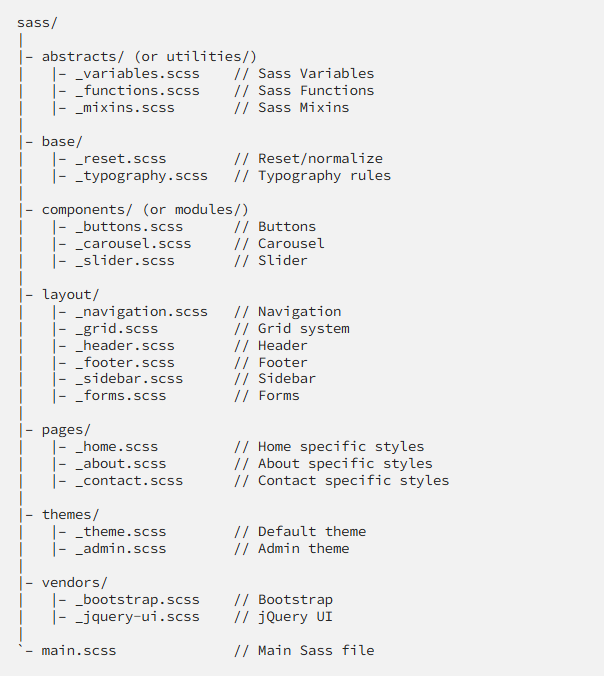 sass/
|
|– abstracts/ (or utilities/)
|   |– _variables.scss    // Sass Variables
|   |– _functions.scss    // Sass Functions
|   |– _mixins.scss       // Sass Mixins
|
|– base/
|   |– _reset.scss        // Reset/normalize
|   |– _typography.scss   // Typography rules
|
|– components/ (or modules/)
|   |– _buttons.scss      // Buttons
|   |– _carousel.scss     // Carousel
|   |– _slider.scss       // Slider
|
|– layout/
|   |– _navigation.scss   // Navigation
|   |– _grid.scss         // Grid system
|   |– _header.scss       // Header
|   |– _footer.scss       // Footer
|   |– _sidebar.scss      // Sidebar
|   |– _forms.scss        // Forms
|
|– pages/
|   |– _home.scss         // Home specific styles
|   |– _about.scss        // About specific styles
|   |– _contact.scss      // Contact specific styles
|
|– themes/
|   |– _theme.scss        // Default theme
|   |– _admin.scss        // Admin theme
|
|– vendors/
|   |– _bootstrap.scss    // Bootstrap
|   |– _jquery-ui.scss    // jQuery UI
|
`– main.scss              // Main Sass file